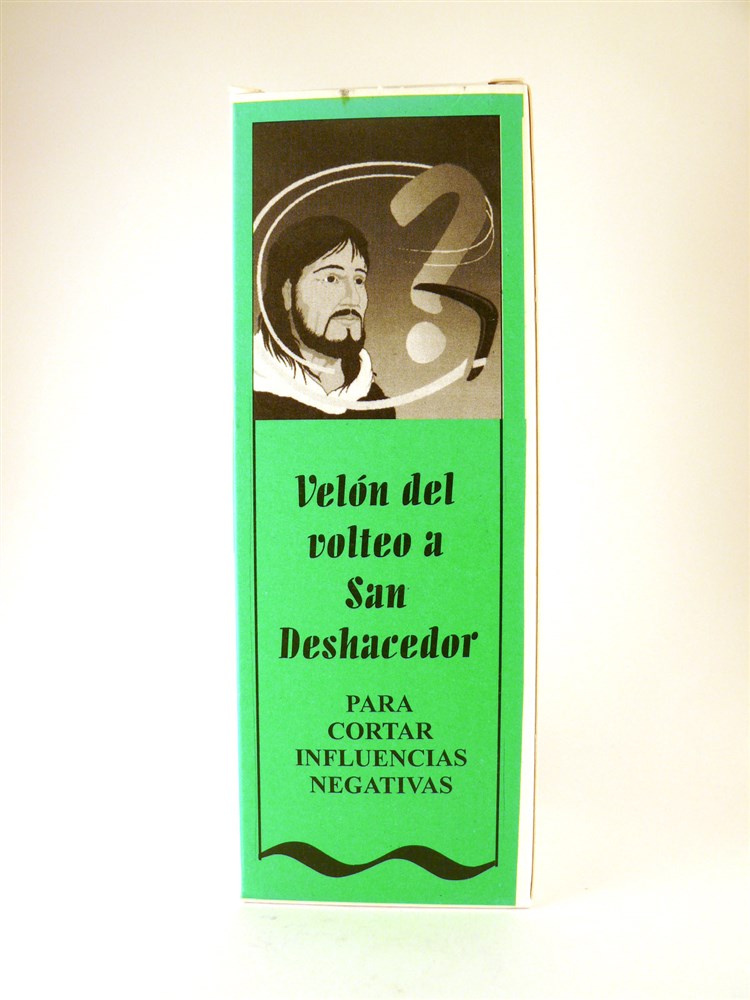 ?
Velón del
volteo a
San
Deshacedor
PARA
CORTAR
INFLUENCIAS
NEGATIVAS